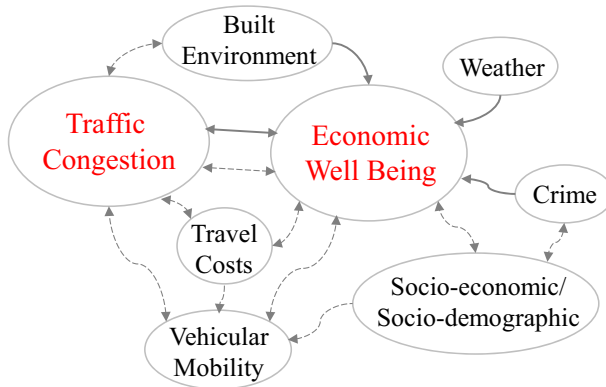 Built
Environment
Weather
Traffic
Congestion
Economic
Well Being
Crime
Travel
Costs
Socio-economic/
Socio-demographic
Vehicular
Mobility